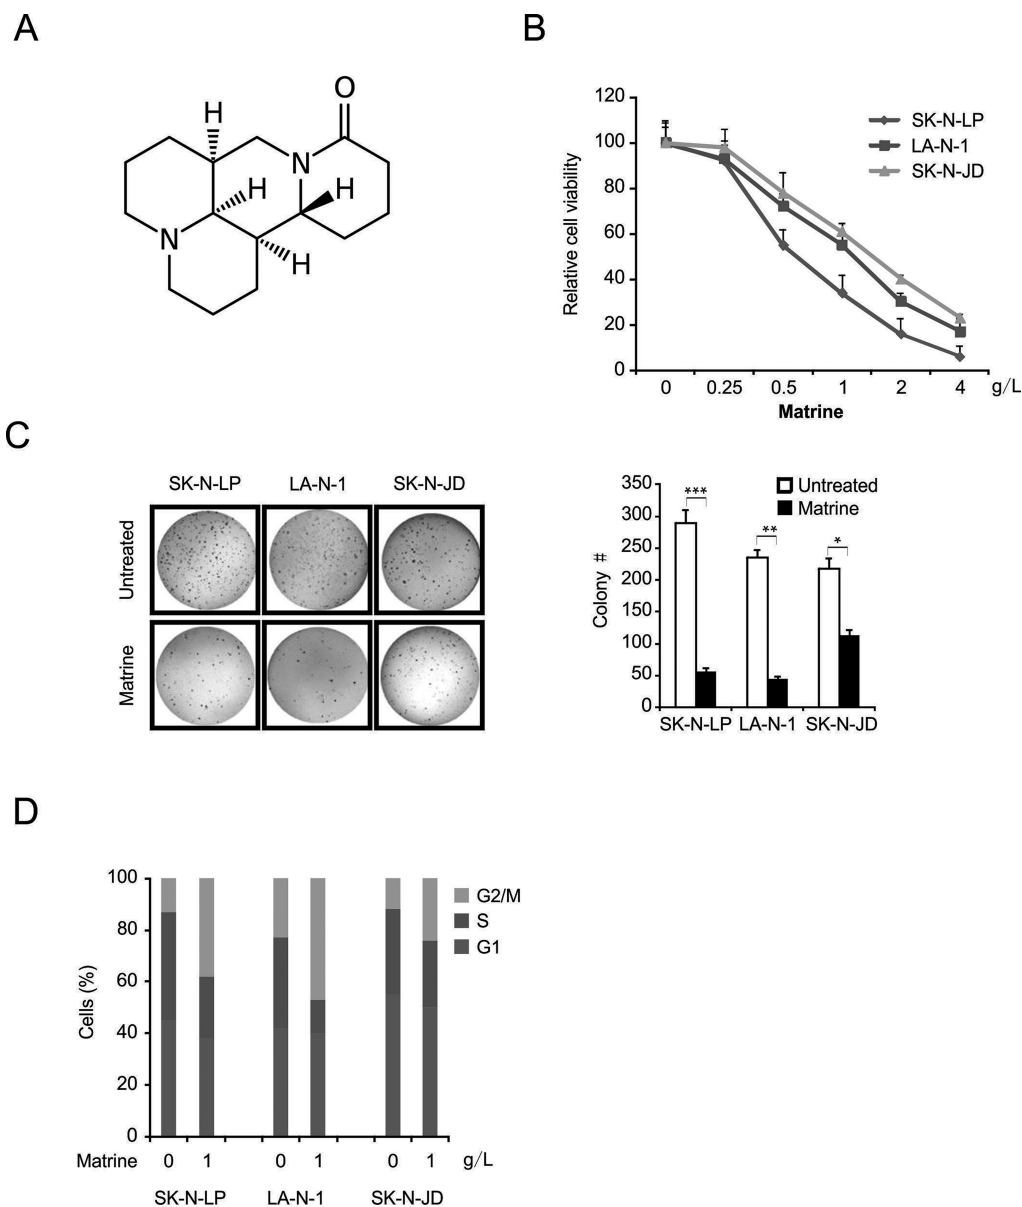 A
O
H
N
H
H
N
H
B
120
100
80
60
40
20
0
Relative cell viability
SK-N-LP
LA-N-1
SK-N-JD
0 0.25 0.5 1 2 4 g/L
Matrine
C
SK-N-LP LA-N-1 SK-N-JD
Untreated
Matrine
350
300
250
200
150
100
50
0
Colony #
Untreated
Matrine
*** ** *
SK-N-LP LA-N-1 SK-N-JD
D
100
80
60
40
20
0
Cells (%)
G2/M
S
G1
Matrine 0 1 0 1 0 1 g/L
SK-N-LP LA-N-1 SK-N-JD